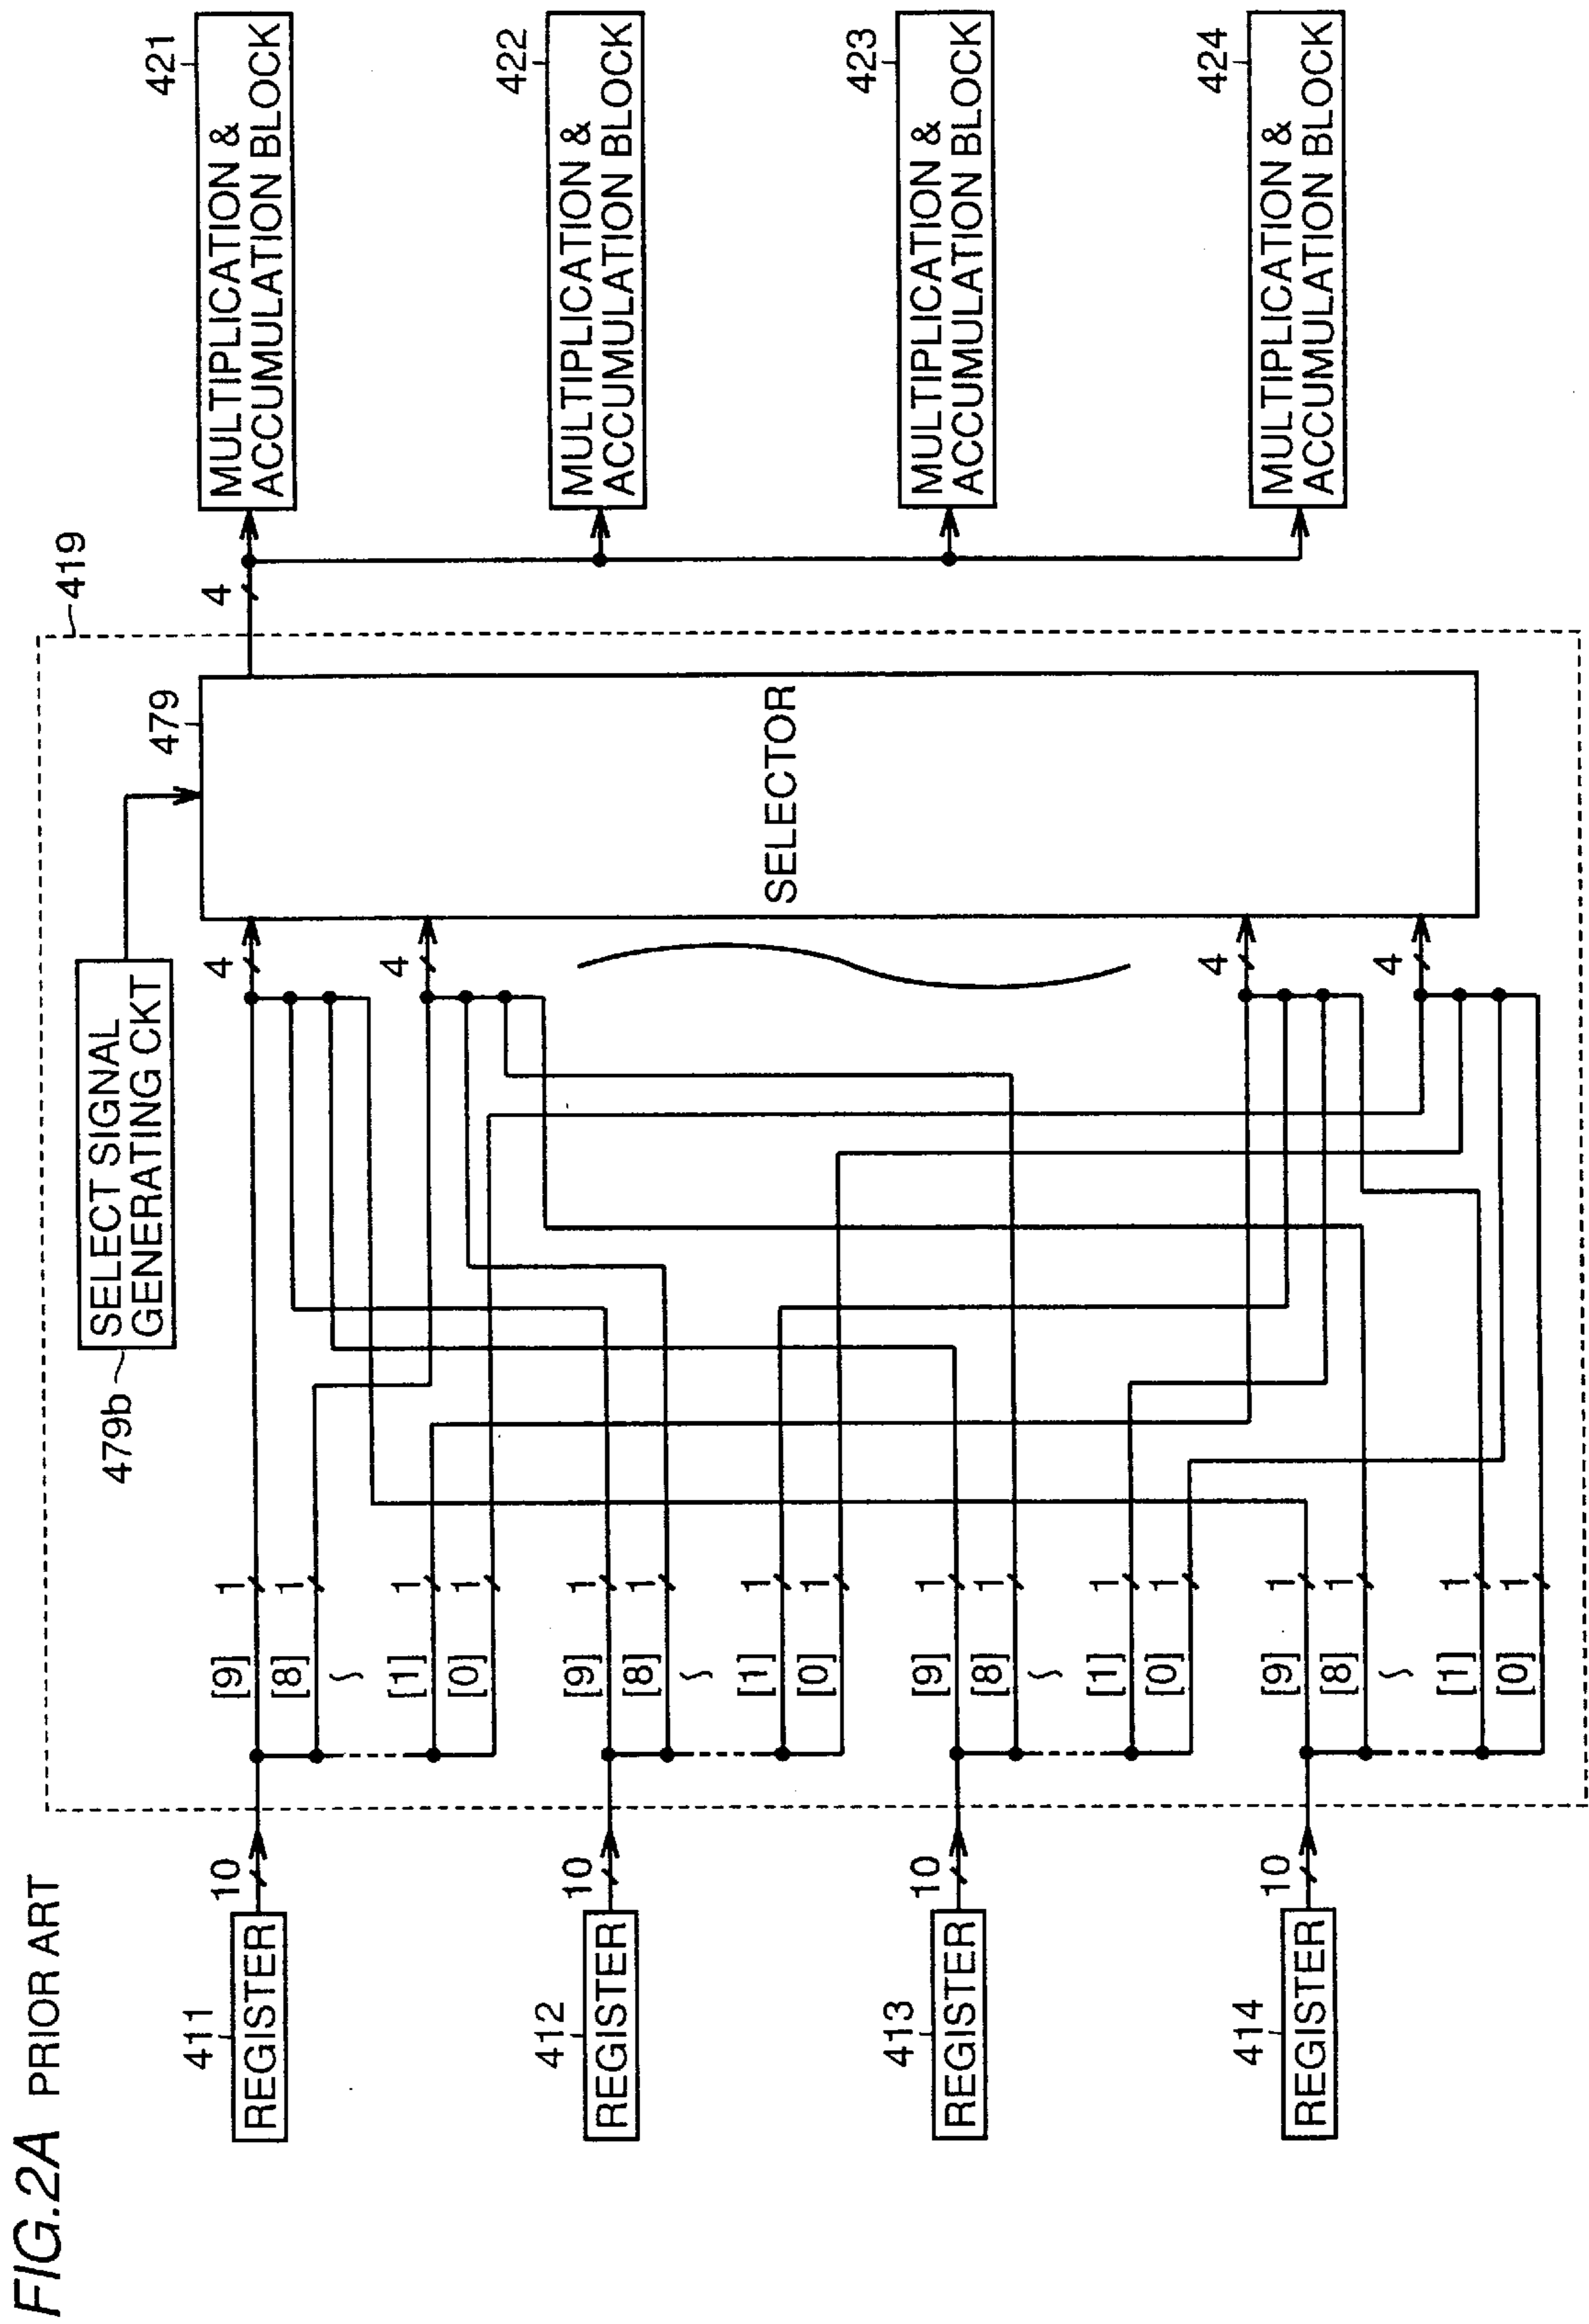 FIG.2A PRIOR ART
411
REGISTER
10
412
REGISTER
10
413
REGISTER
10
414
REGISTER
10
419
[9] 1
[8] 1
~
[1] 1
[0] 1
[9] 1
[8] 1
~
[1] 1
[0] 1
[9] 1
[8] 1
~
[1] 1
[0] 1
[9] 1
[8] 1
~
[1] 1
[0] 1
479b
SELECT SIGNAL
GENERATING CKT
4
4
4
4
479
SELECTOR
4
421
MULTIPLICATION &
ACCUMULATION BLOCK
422
MULTIPLICATION &
ACCUMULATION BLOCK
423
MULTIPLICATION &
ACCUMULATION BLOCK
424
MULTIPLICATION &
ACCUMULATION BLOCK